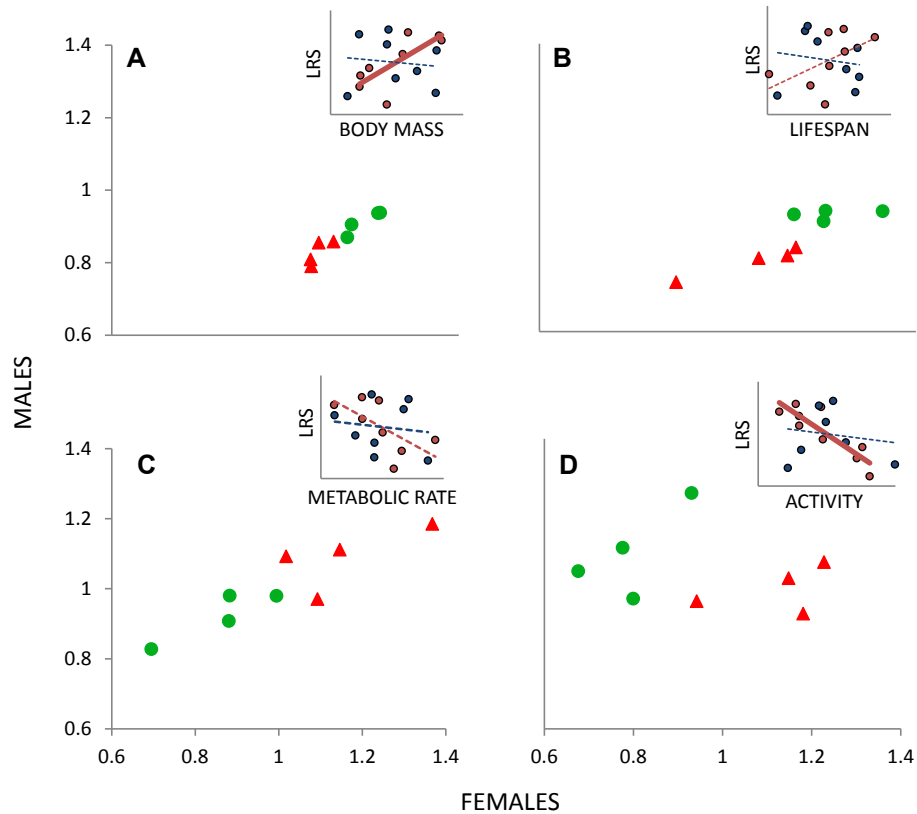 A
LRS
BODY MASS
1.4
1.2
1
0.8
0.6
B
LRS
LIFESPAN
MALES
C
LRS
METABOLIC RATE
1.4
1.2
1
0.8
0.6
0.6 0.8 1 1.2 1.4
D
LRS
ACTIVITY
0.6 0.8 1 1.2 1.4
FEMALES